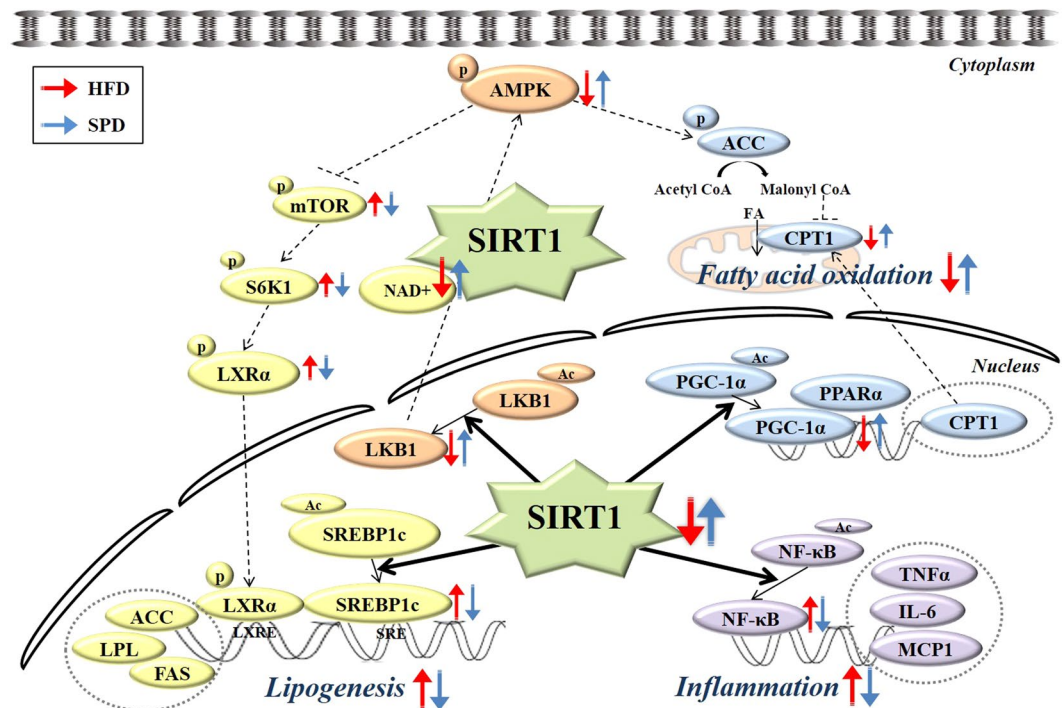 Cytoplasm
HFD
SPD
p
AMPK
p
ACC
Acetyl CoA
Malonyl CoA
FA
CPT1
Fatty acid oxidation
p
mTOR
SIRT1
NAD+
p
S6K1
p
LXRα
Nucleus
Ac
LKB1
LKB1
Ac
PGC-1α
PPARα
PGC-1α
CPT1
SIRT1
Ac
SREBP1c
p
LXRα
SREBP1c
LXRE
SRE
ACC
LPL
FAS
Lipogenesis
Ac
NF-κB
NF-κB
TNFα
IL-6
MCP1
Inflammation